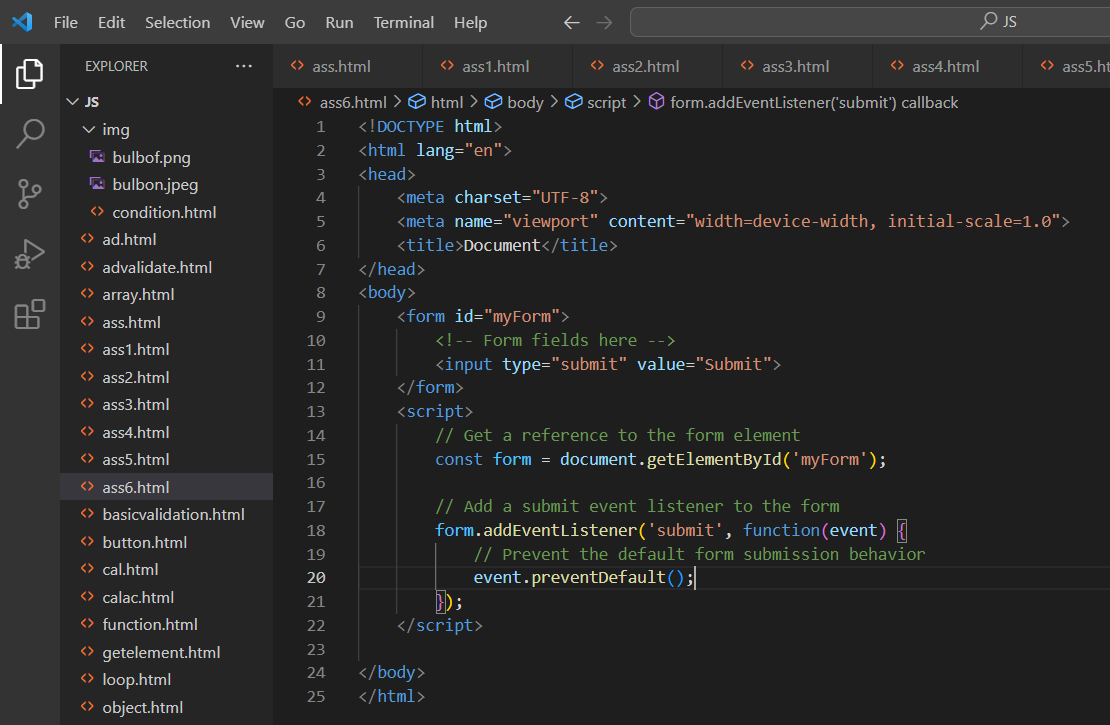 File Edit Selection View Go Run Terminal Help
JS
EXPLORER
ass.html
ass1.html
ass2.html
ass3.html
ass4.html
ass5.ht
JS
img
bulbof.png
bulbon.jpeg
condition.html
ad.html
advalidate.html
array.html
ass.html
ass1.html
ass2.html
ass3.html
ass4.html
ass5.html
ass6.html
basicvalidation.html
button.html
cal.html
calac.html
function.html
getelement.html
loop.html
object.html
ass6.html > html > body > script > form.addEventListener('submit') callback
1 <!DOCTYPE html>
2 <html lang="en">
3 <head>
4     <meta charset="UTF-8">
5     <meta name="viewport" content="width=device-width, initial-scale=1.0">
6     <title>Document</title>
7 </head>
8 <body>
9     <form id="myForm">
10         <!-- Form fields here -->
11         <input type="submit" value="Submit">
12     </form>
13     <script>
14         // Get a reference to the form element
15         const form = document.getElementById('myForm');
16
17         // Add a submit event listener to the form
18         form.addEventListener('submit', function(event) {
19             // Prevent the default form submission behavior
20             event.preventDefault();
21         });
22     </script>
23
24 </body>
25 </html>